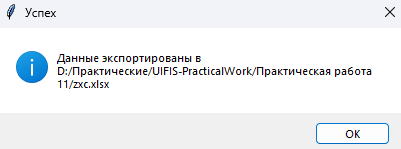 Успех
Данные экспортированы в
D:/Практические/UIFIS-PracticalWork/Практическая работа
11/zxc.xlsx
OK